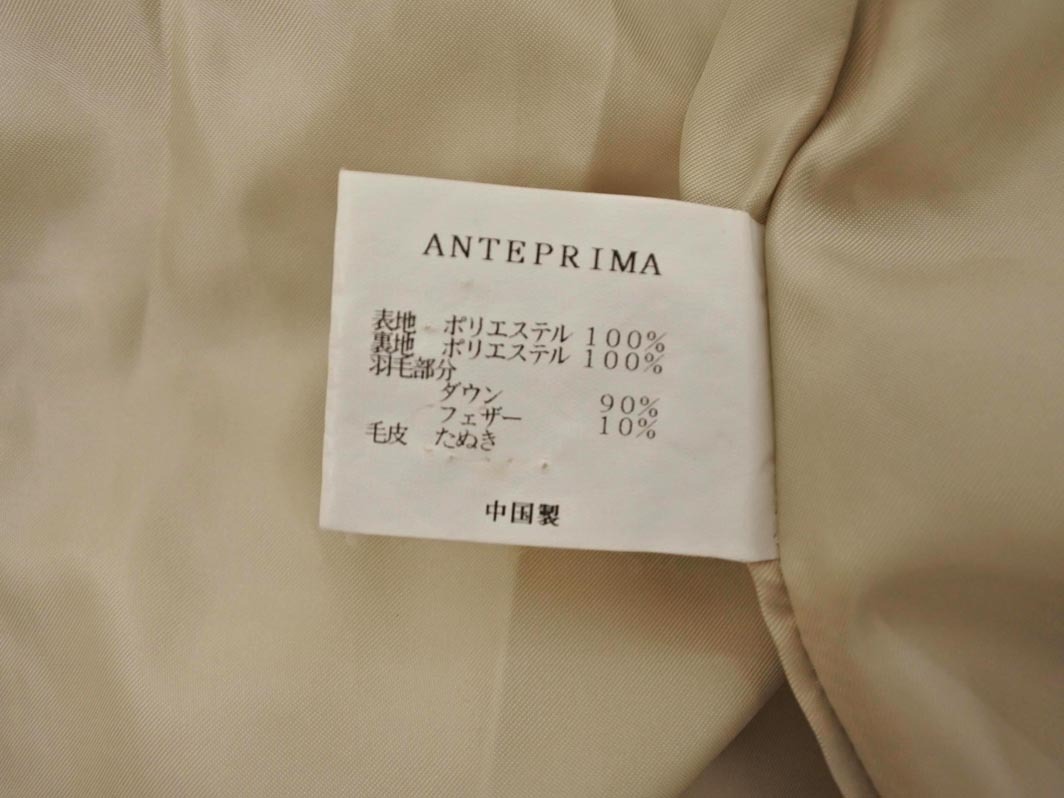 ANTEPRIMA
表地 ポリエステル 100%
裏地 ポリエステル 100%
羽毛部分
ダウン 90%
フェザー 10%
毛皮 たぬき
中国製